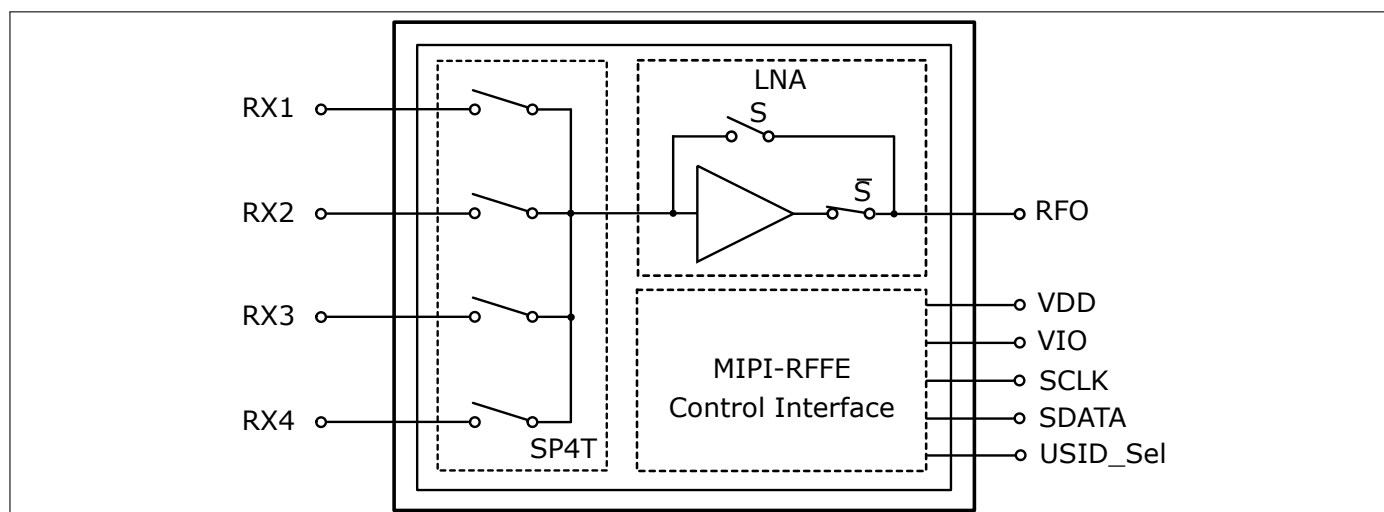 RX1
RX2
RX3
RX4
SP4T
LNA
S
S̅
RFO
MIPI-RFFE
Control Interface
VDD
VIO
SCLK
SDATA
USID_Sel